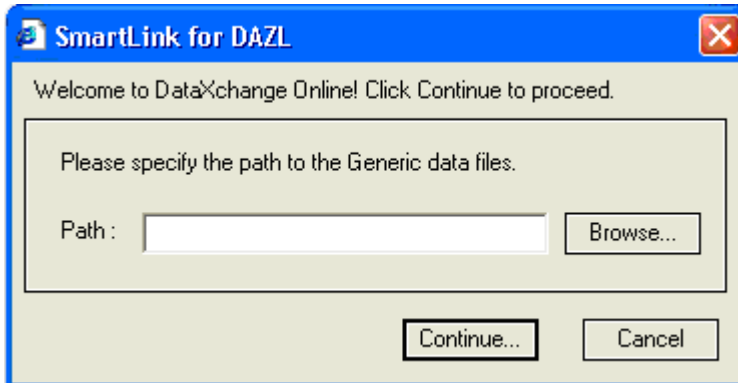 SmartLink for DAZL
Welcome to DataXchange Online! Click Continue to proceed.
Please specify the path to the Generic data files.
Path : Browse...
Continue... Cancel